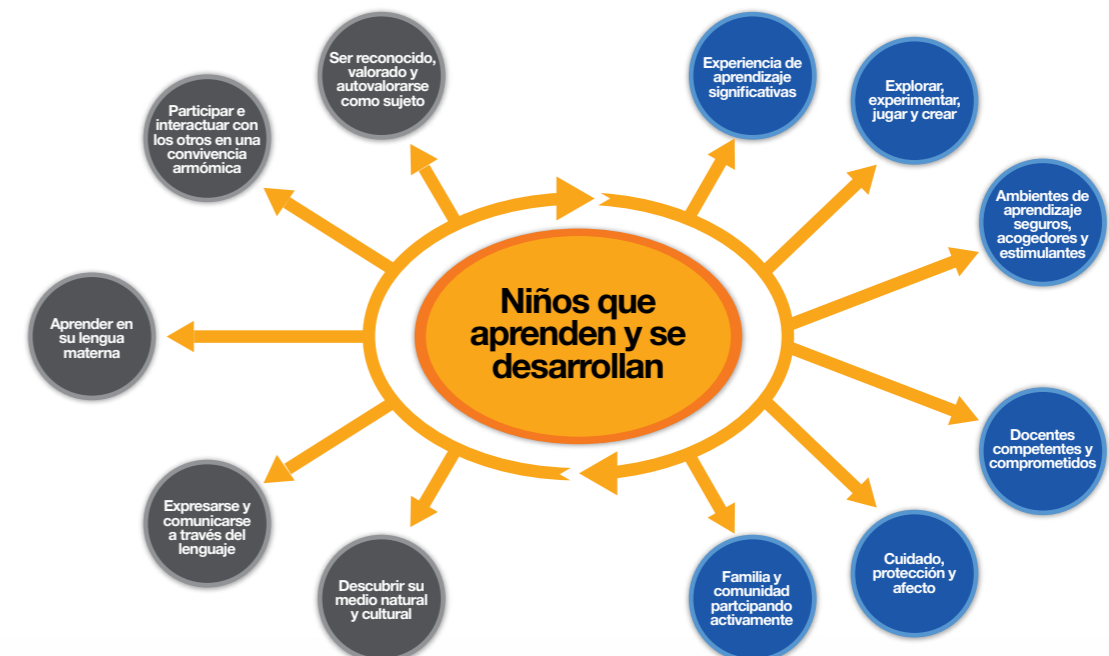 Ser reconocido,
valorado y
autovalorarse
como sujeto
Experiencia de
aprendizaje
significativas
Explorar,
experimentar,
jugar y crear
Participar e
interactuar con
los otros en una
convivencia
armómica
Ambientes de
aprendizaje
seguros,
acogedores y
estimulantes
Niños que
aprenden y se
desarrollan
Aprender en
su lengua
materna
Docentes
competentes y
comprometidos
Expresarse y
comunicarse
a través del
lenguaje
Cuidado,
protección y
afecto
Descubrir su
medio natural
y cultural
Familia y
comunidad
partcipando
activamente